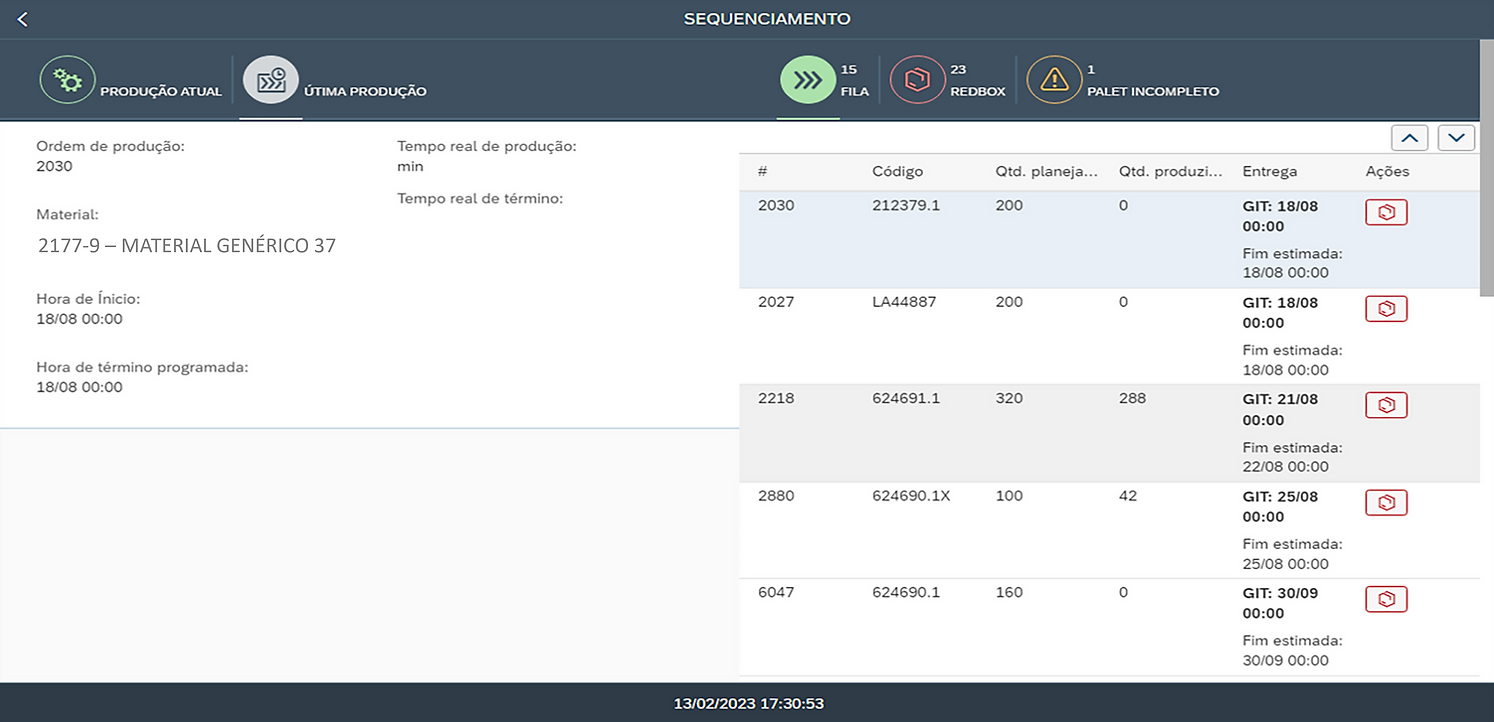 SEQUENCIAMENTO
PRODUÇÃO ATUAL
ÚTIMA PRODUÇÃO
15
FILA
23
REDBOX
1
PALET INCOMPLETO
Ordem de produção:
2030
Tempo real de produção:
min
Tempo real de término:
Material:
2177-9 – MATERIAL GENÉRICO 37
Hora de Ínicio:
18/08 00:00
Hora de término programada:
18/08 00:00
# Código Qtd. planeja... Qtd. produzi... Entrega Ações
2030 212379.1 200 0 GIT: 18/08
00:00
Fim estimada:
18/08 00:00
2027 LA44887 200 0 GIT: 18/08
00:00
Fim estimada:
18/08 00:00
2218 624691.1 320 288 GIT: 21/08
00:00
Fim estimada:
22/08 00:00
2880 624690.1X 100 42 GIT: 25/08
00:00
Fim estimada:
25/08 00:00
6047 624690.1 160 0 GIT: 30/09
00:00
Fim estimada:
30/09 00:00
13/02/2023 17:30:53